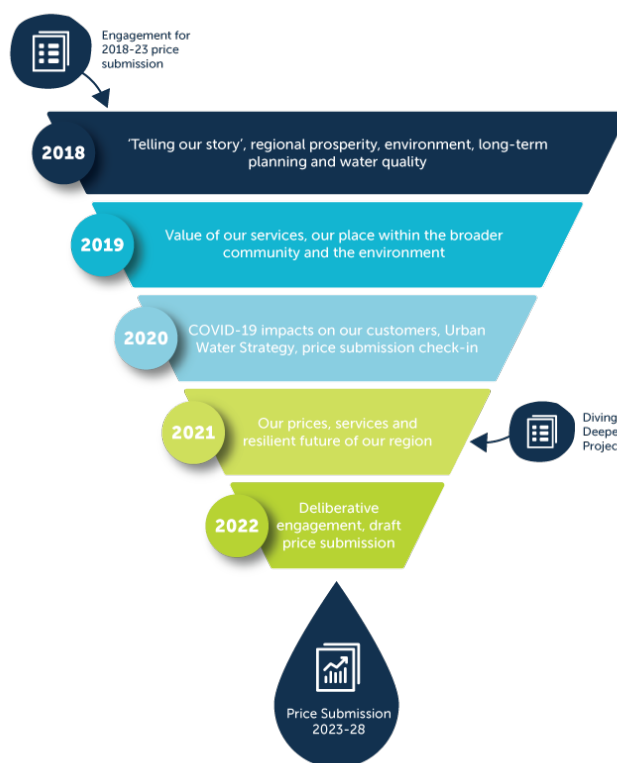 Engagement for
2018-23 price
submission
2018
'Telling our story', regional prosperity, environment, long-term
planning and water quality
2019
Value of our services, our place within the broader
community and the environment
2020
COVID-19 impacts on our customers, Urban
Water Strategy, price submission check-in
2021
Our prices, services and
resilient future of our region
Diving
Deepe
Projec
2022
Deliberative
engagement, draft
price submission
Price Submission
2023-28